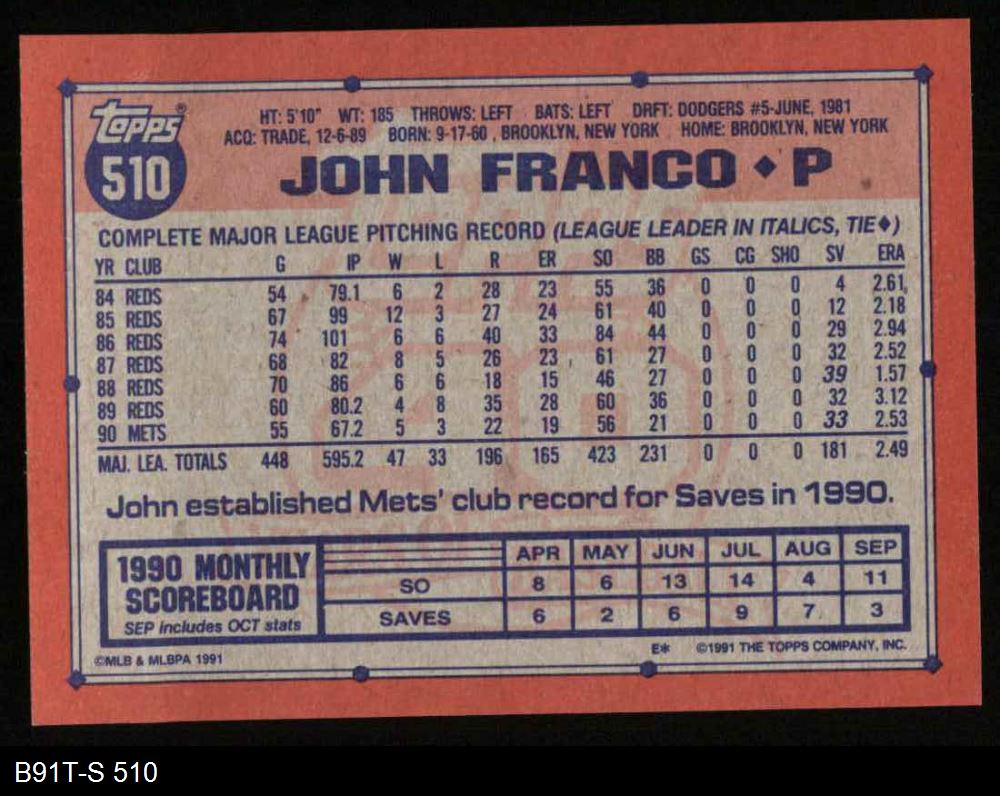 topps®
510
HT: 5'10" WT: 185 THROWS: LEFT BATS: LEFT DRFT: DODGERS #5-JUNE, 1981
ACQ: TRADE, 12-6-89 BORN: 9-17-60, BROOKLYN, NEW YORK HOME: BROOKLYN, NEW YORK
JOHN FRANCO ♦ P
COMPLETE MAJOR LEAGUE PITCHING RECORD (LEAGUE LEADER IN ITALICS, TIE♦)
YR CLUB G IP W L R ER SO BB GS CG SHO SV ERA
84 REDS 54 79.1 6 2 28 23 55 36 0 0 0 4 2.61
85 REDS 67 99 12 3 27 24 61 40 0 0 0 12 2.18
86 REDS 74 101 6 6 40 33 84 44 0 0 0 29 2.94
87 REDS 68 82 8 5 26 23 61 27 0 0 0 32 2.52
88 REDS 70 86 6 6 18 15 46 27 0 0 0 39 1.57
89 REDS 60 80.2 4 8 35 28 60 36 0 0 0 32 3.12
90 METS 55 67.2 5 3 22 19 56 21 0 0 0 33 2.53
MAJ. LEA. TOTALS 448 595.2 47 33 196 165 423 231 0 0 0 181 2.49
John established Mets' club record for Saves in 1990.
1990 MONTHLY SCOREBOARD
SEP includes OCT stats
APR MAY JUN JUL AUG SEP
SO 8 6 13 14 4 11
SAVES 6 2 6 9 7 3
©MLB & MLBPA 1991
E* ©1991 THE TOPPS COMPANY, INC.
B91T-S 510